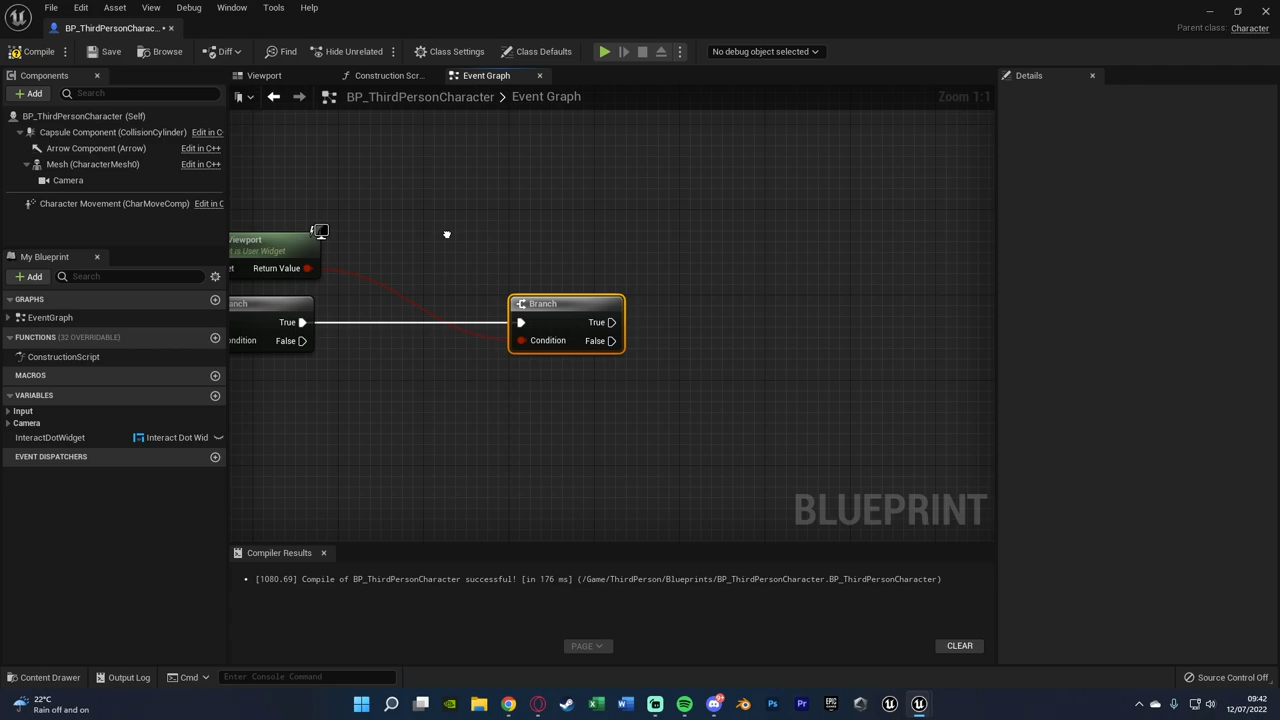 File Edit Asset View Debug Window Tools Help
BP_ThirdPersonCharac... •
Parent class: Character
Compile Save Browse Diff Find Hide Unrelated Class Settings Class Defaults No debug object selected
Components
Viewport Construction Scr... Event Graph Details
Add Search
BP_ThirdPersonCharacter > Event Graph Zoom 1:1
BP_ThirdPersonCharacter (Self)
Capsule Component (CollisionCylinder) Edit in C
Arrow Component (Arrow) Edit in C++
Mesh (CharacterMesh0) Edit in C++
Camera
Character Movement (CharMoveComp) Edit in C
My Blueprint
Add Search
GRAPHS
EventGraph
FUNCTIONS (32 OVERRIDABLE)
ConstructionScript
MACROS
VARIABLES
Input
Camera
InteractDotWidget Interact Dot Wid
EVENT DISPATCHERS
Viewport
et is User Widget
et Return Value
anch
True
ondition False
Branch
True
Condition False
BLUEPRINT
Compiler Results
• [1080.69] Compile of BP_ThirdPersonCharacter successful! [in 176 ms] (/Game/ThirdPerson/Blueprints/BP_ThirdPersonCharacter.BP_ThirdPersonCharacter)
PAGE CLEAR
Content Drawer Output Log Cmd Enter Console Command Source Control Off
22°C
Rain off and on
09:42
12/07/2022